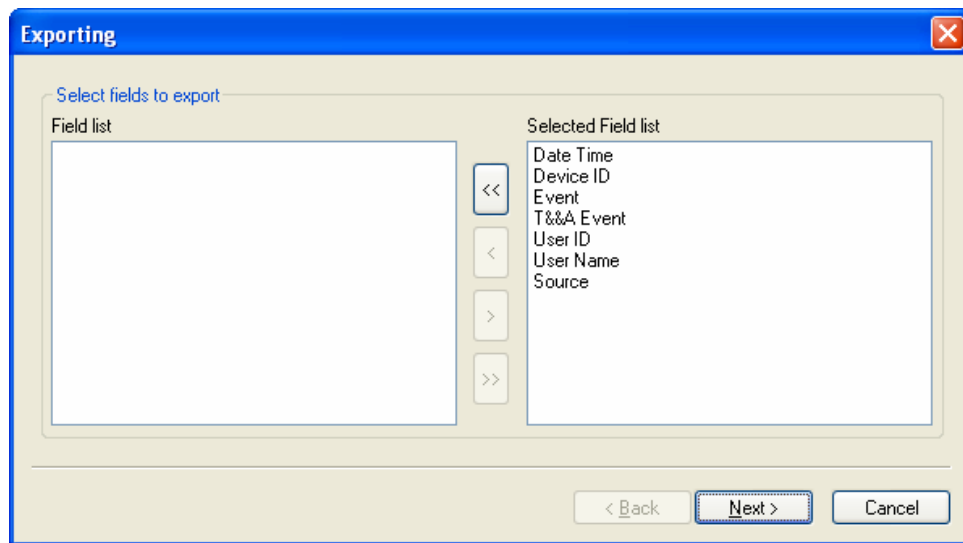 Exporting
Select fields to export
Field list
Selected Field list
Date Time
Device ID
Event
T&&A Event
User ID
User Name
Source
<<
<
>
>>
< Back
Next >
Cancel